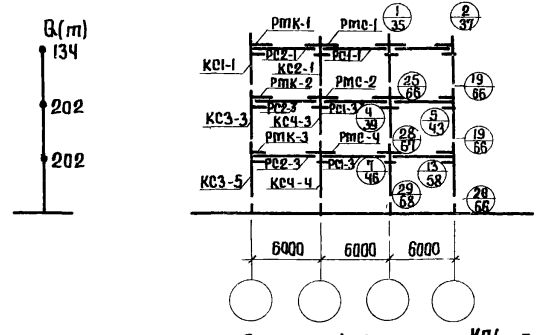 Q(т)
134
202
202
РМК-1
РМС-1
1
35
2
37
КС1-1
РС2-1
РС1-1
КС2-1
РМК-2
РМС-2
25
66
19
66
КС3-3
РС2-3
РС1-3
КС4-3
4
39
5
43
РМК-3
РМС-4
28
67
19
66
РС2-3
РС1-3
7
46
13
58
КС3-5
КС4-4
29
68
66
6000
6000
6000